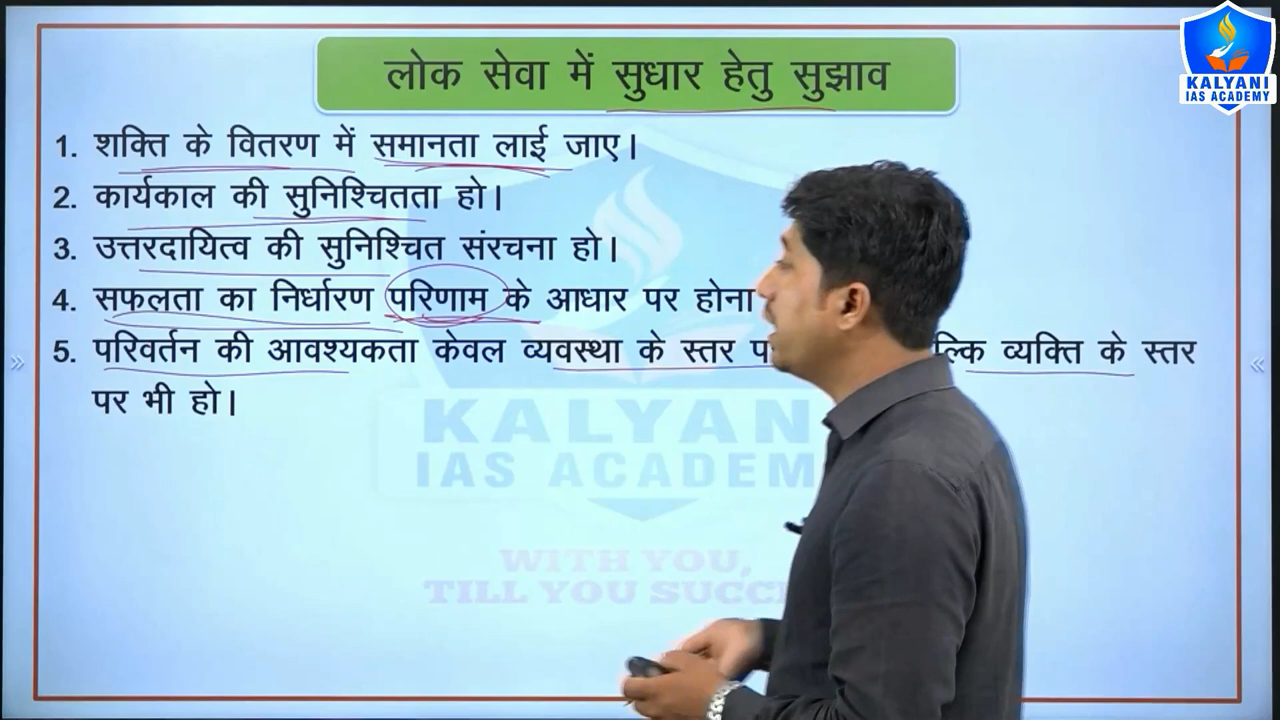 KALYANI
IAS ACADEMY
लोक सेवा में सुधार हेतु सुझाव
1. शक्ति के वितरण में समानता लाई जाए।
2. कार्यकाल की सुनिश्चितता हो।
3. उत्तरदायित्व की सुनिश्चित संरचना हो।
4. सफलता का निर्धारण परिणाम के आधार पर होना
5. परिवर्तन की आवश्यकता केवल व्यवस्था के स्तर व्यक्ति के स्तर
पर भी हो।
KALYAN
IAS ACADEM
WITH YOU,
TILL YOU SUCC